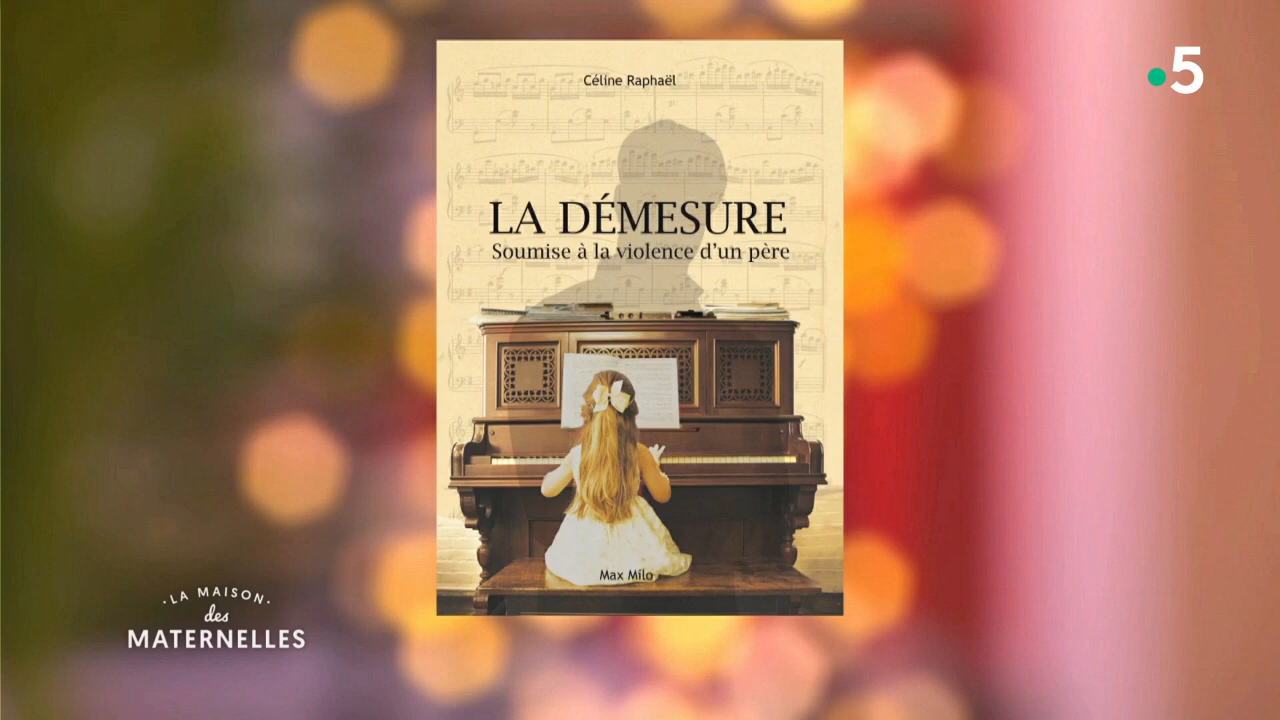 Céline Raphaël
LA DÉMESURE
Soumise à la violence d'un père
Max Milo
5
·LA MAISON·
des
MATERNELLES